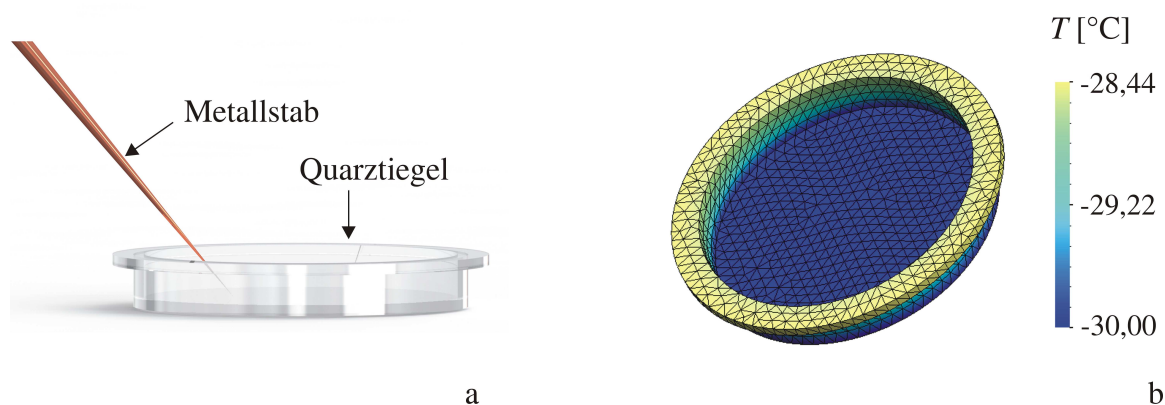 Metallstab
Quarztiegel
a
T [°C]
-28,44
-29,22
-30,00
b